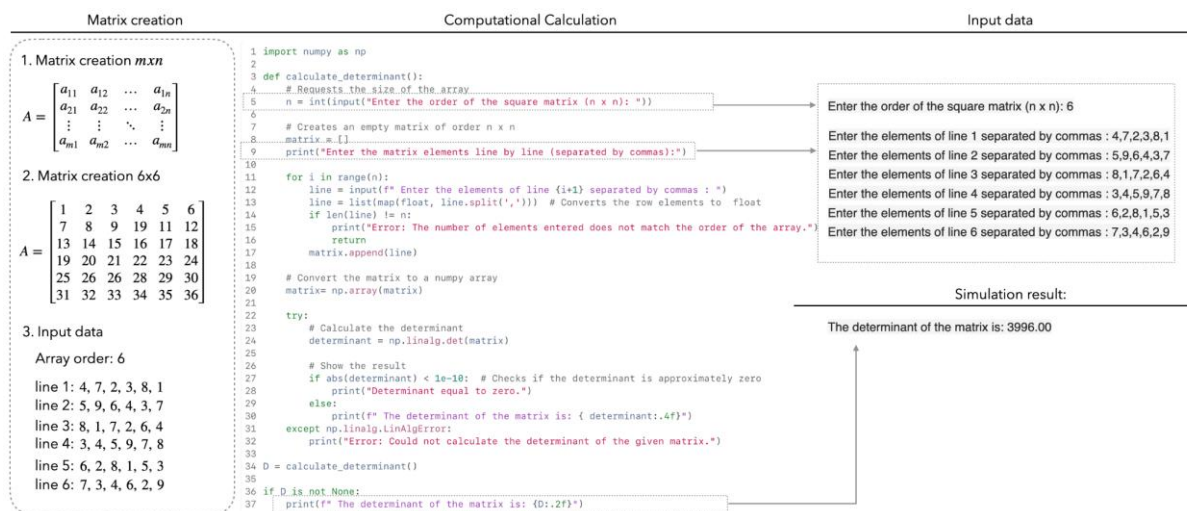 Matrix creation
1. Matrix creation mxn
A = [a11 a12 … a1n
a21 a22 … a2n
⋮ ⋮ ⋱ ⋮
am1 am2 … amn]
2. Matrix creation 6x6
A = [1 2 3 4 5 6
7 8 9 19 11 12
13 14 15 16 17 18
19 20 21 22 23 24
25 26 26 28 29 30
31 32 33 34 35 36]
3. Input data
Array order: 6
line 1: 4, 7, 2, 3, 8, 1
line 2: 5, 9, 6, 4, 3, 7
line 3: 8, 1, 7, 2, 6, 4
line 4: 3, 4, 5, 9, 7, 8
line 5: 6, 2, 8, 1, 5, 3
line 6: 7, 3, 4, 6, 2, 9
Computational Calculation
1 import numpy as np
2
3 def calculate_determinant():
4     # Requests the size of the array
5     n = int(input("Enter the order of the square matrix (n x n): "))
6
7     # Creates an empty matrix of order n x n
8     matrix = []
9     print("Enter the matrix elements line by line (separated by commas):")
10
11     for i in range(n):
12         line = input(f" Enter the elements of line {i+1} separated by commas : ")
13         line = list(map(float, line.split(',')))  # Converts the row elements to  float
14         if len(line) != n:
15             print("Error: The number of elements entered does not match the order of the array.")
16             return
17         matrix.append(line)
18
19     # Convert the matrix to a numpy array
20     matrix= np.array(matrix)
21
22     try:
23         # Calculate the determinant
24         determinant = np.linalg.det(matrix)
25
26         # Show the result
27         if abs(determinant) < 1e-10:  # Checks if the determinant is approximately zero
28             print("Determinant equal to zero.")
29         else:
30             print(f" The determinant of the matrix is: { determinant:.4f}")
31     except np.linalg.LinAlgError:
32         print("Error: Could not calculate the determinant of the given matrix.")
33
34 D = calculate_determinant()
35
36 if D is not None:
37     print(f" The determinant of the matrix is: {D:.2f}")
Input data
Enter the order of the square matrix (n x n): 6
Enter the elements of line 1 separated by commas : 4,7,2,3,8,1
Enter the elements of line 2 separated by commas : 5,9,6,4,3,7
Enter the elements of line 3 separated by commas : 8,1,7,2,6,4
Enter the elements of line 4 separated by commas : 3,4,5,9,7,8
Enter the elements of line 5 separated by commas : 6,2,8,1,5,3
Enter the elements of line 6 separated by commas : 7,3,4,6,2,9
Simulation result:
The determinant of the matrix is: 3996.00